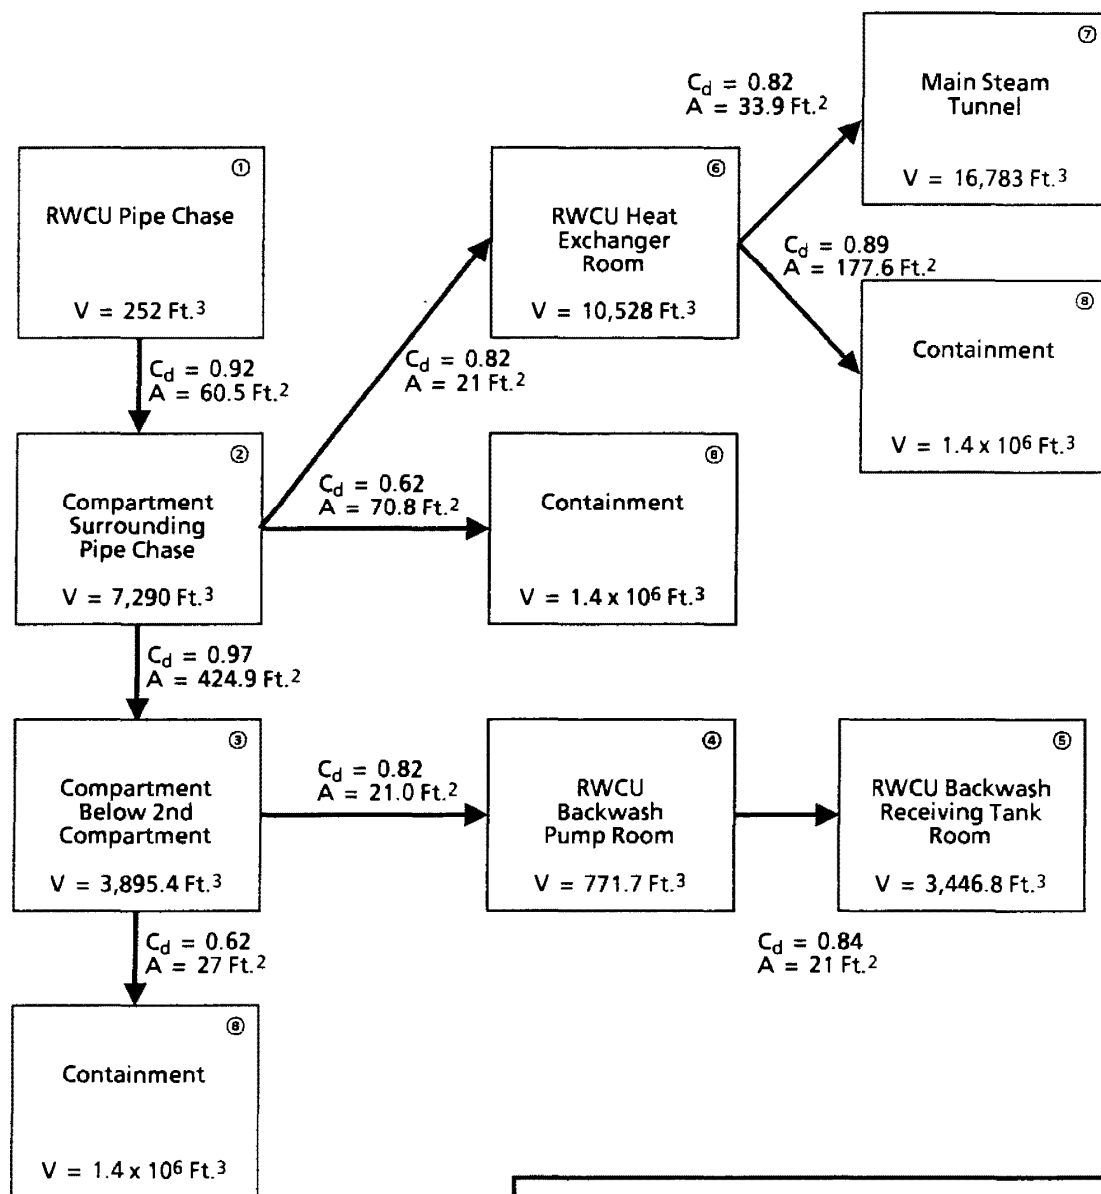 ⑦
Main Steam
Tunnel
V = 16,783 Ft.³
C_d = 0.82
A = 33.9 Ft.²
①
RWCU Pipe Chase
V = 252 Ft.³
⑥
RWCU Heat
Exchanger
Room
V = 10,528 Ft.³
C_d = 0.89
A = 177.6 Ft.²
⑧
Containment
V = 1.4 x 10⁶ Ft.³
C_d = 0.92
A = 60.5 Ft.²
C_d = 0.82
A = 21 Ft.²
②
Compartment
Surrounding
Pipe Chase
V = 7,290 Ft.³
C_d = 0.62
A = 70.8 Ft.²
⑧
Containment
V = 1.4 x 10⁶ Ft.³
C_d = 0.97
A = 424.9 Ft.²
③
Compartment
Below 2nd
Compartment
V = 3,895.4 Ft.³
C_d = 0.82
A = 21.0 Ft.²
④
RWCU
Backwash
Pump Room
V = 771.7 Ft.³
⑤
RWCU Backwash
Receiving Tank
Room
V = 3,446.8 Ft.³
C_d = 0.84
A = 21 Ft.²
C_d = 0.62
A = 27 Ft.²
⑧
Containment
V = 1.4 x 10⁶ Ft.³